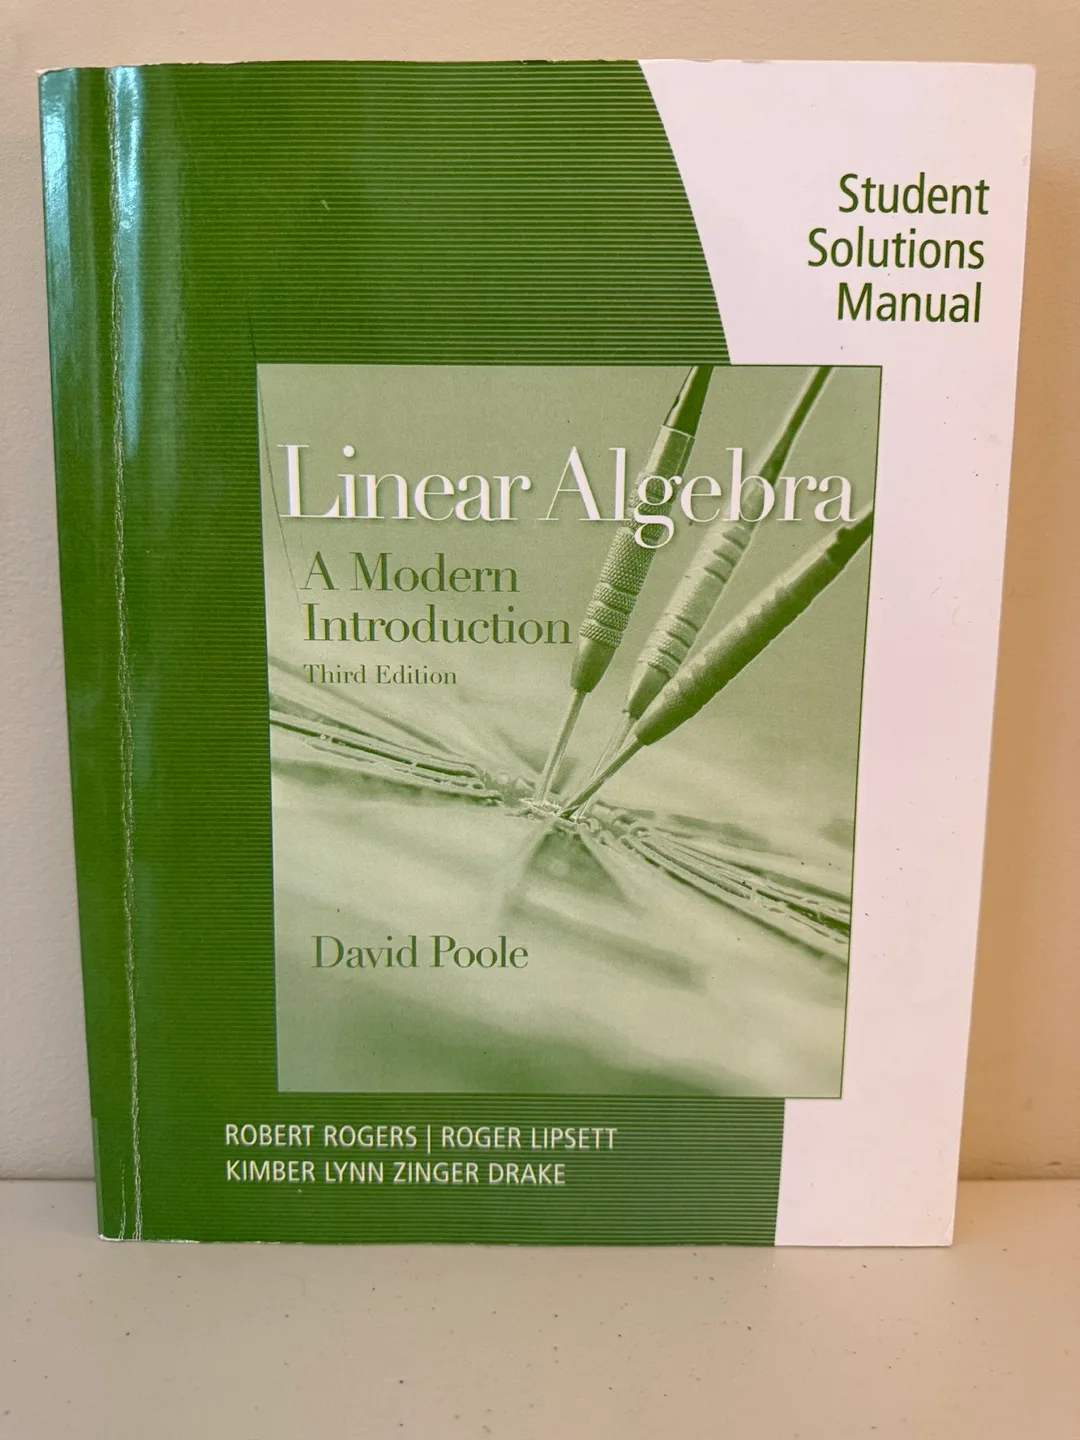 Student
Solutions
Manual
Linear Algebra
A Modern
Introduction
Third Edition
David Poole
ROBERT ROGERS | ROGER LIPSETT
KIMBER LYNN ZINGER DRAKE